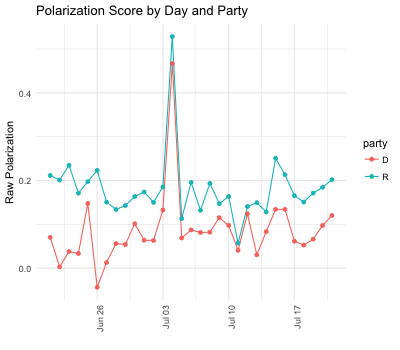 Polarization Score by Day and Party
Raw Polarization
0.4
0.2
0.0
Jun 26
Jul 03
Jul 10
Jul 17
party
D
R